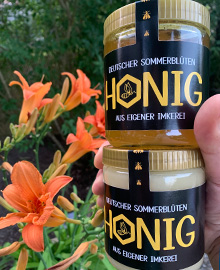 DEUTSCHER SOMMERBLÜTEN
HONIG
AUS EIGENER IMKEREI
DEUTSCHER SOMMERBLÜTEN
HONIG
AUS EIGENER IMKEREI